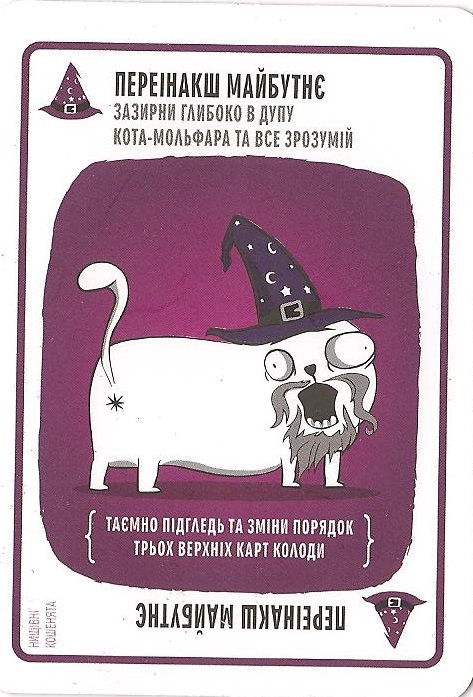 ПЕРЕІНАКШ МАЙБУТНЄ
ЗАЗИРНИ ГЛИБОКО В ДУПУ
КОТА-МОЛЬФАРА ТА ВСЕ ЗРОЗУМІЙ
ТАЄМНО ПІДГЛЕДЬ ТА ЗМІНИ ПОРЯДОК
ТРЬОХ ВЕРХНІХ КАРТ КОЛОДИ
НИЩІВНІ
КОШЕНЯТА
ПЕРЕІНАКШ МАЙБУТНЄ